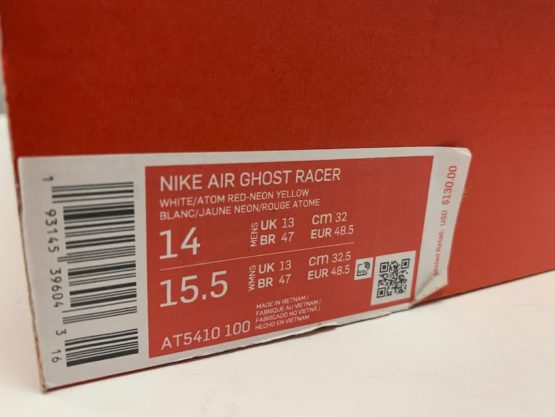 NIKE AIR GHOST RACER
WHITE/ATOM RED-NEON YELLOW
BLANC/JAUNE NEON/ROUGE ATOME
14 MENS UK 13 cm 32
BR 47 EUR 48.5
15.5 WMNS UK 13 cm 32.5
BR 47 EUR 48.5
AT5410 100
MADE IN VIETNAM /
FABRIQUE AU VIETNAM /
FABRICADO NO VIETNÃ /
HECHO EN VIETNAM
1 93145 39604 3 16
Retail: USD $130.00